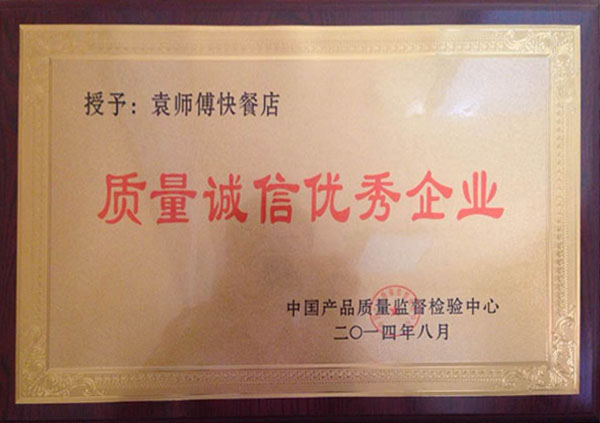 授予：袁师傅快餐店
质量诚信优秀企业
中国产品质量监督检验中心
二〇一四年八月